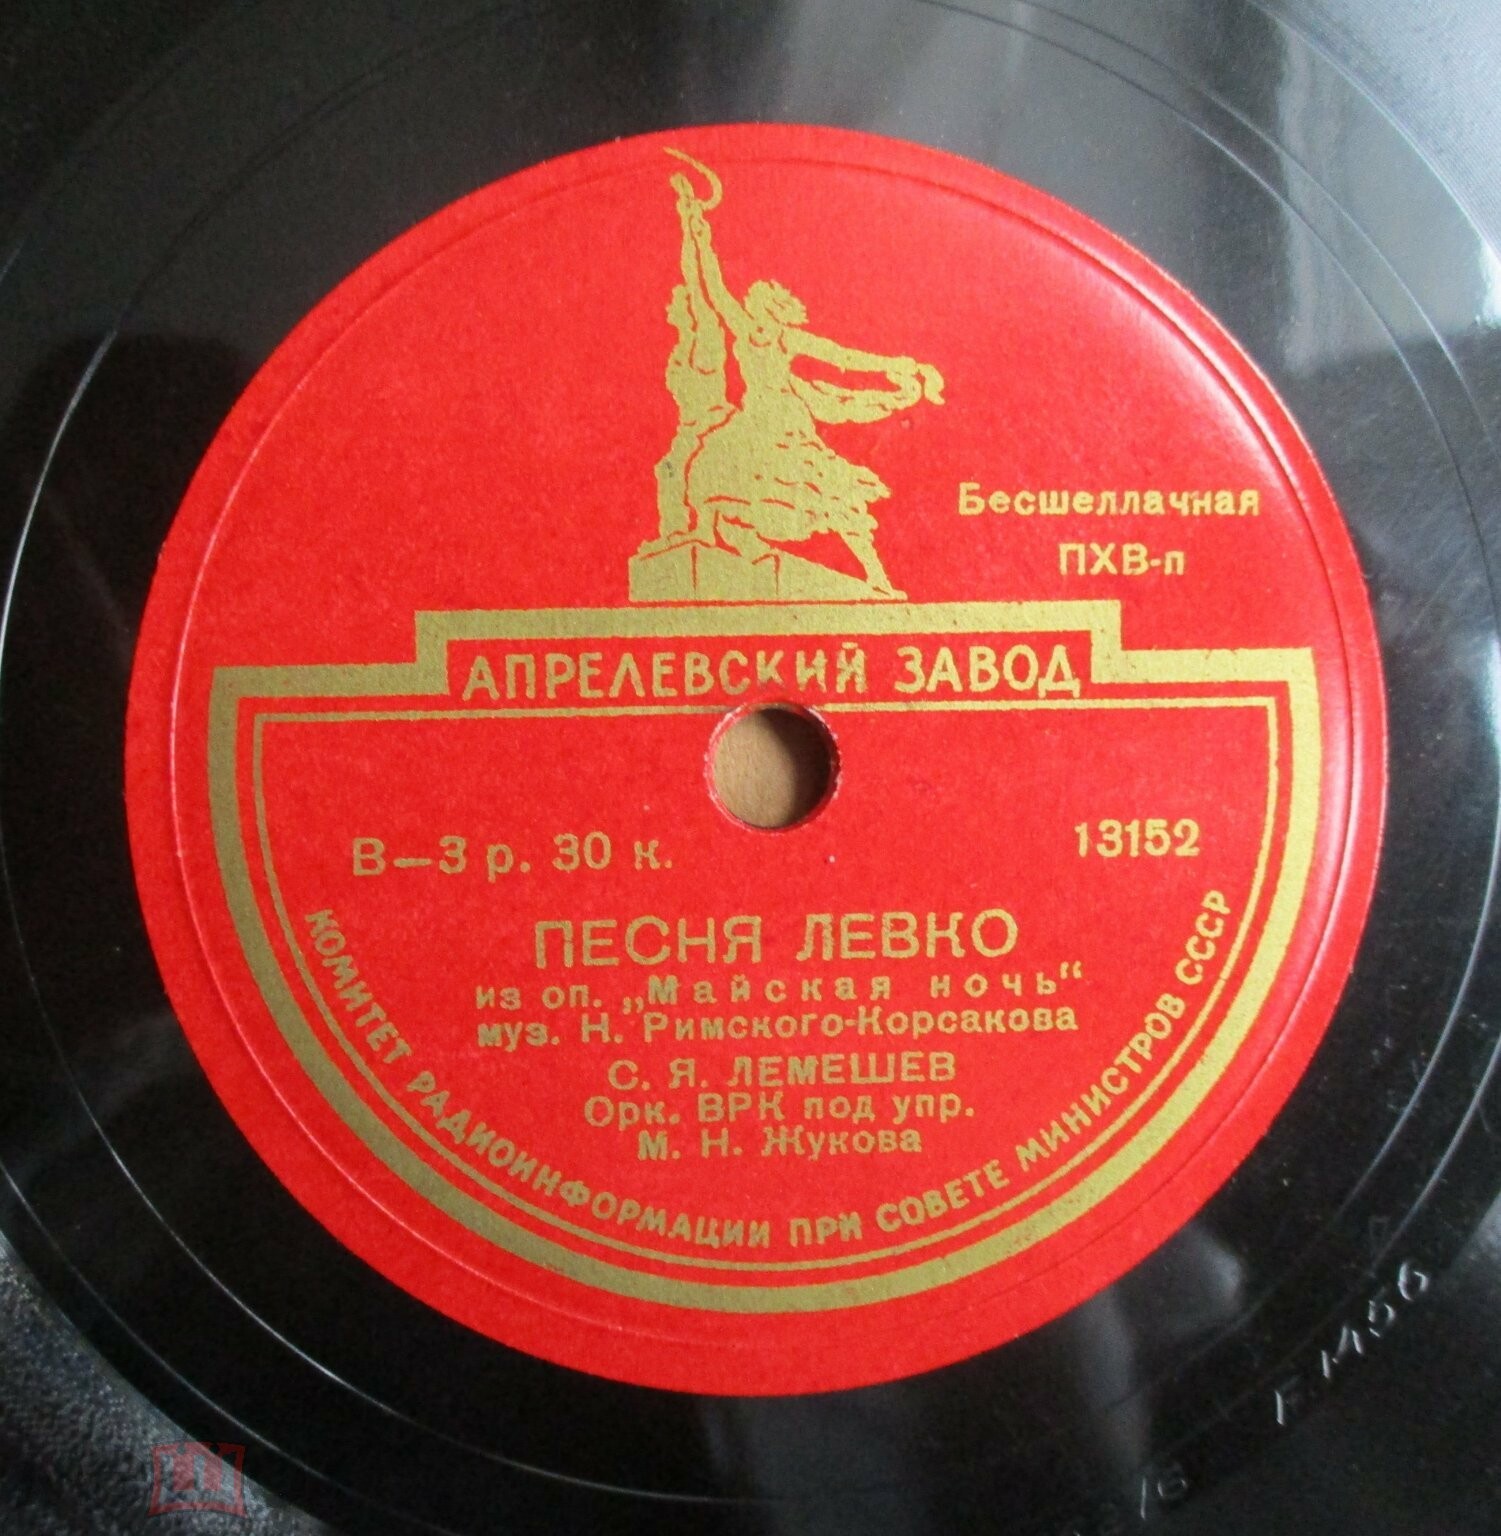 Бесшеллачная
ПХВ-п
АПРЕЛЕВСКИЙ ЗАВОД
В—3 р. 30 к.
13152
ПЕСНЯ ЛЕВКО
из оп. „Майская ночь“
муз. Н. Римского-Корсакова
С. Я. ЛЕМЕШЕВ
Орк. ВРК под упр.
М. Н. Жукова
КОМИТЕТ РАДИОИНФОРМАЦИИ ПРИ СОВЕТЕ МИНИСТРОВ СССР